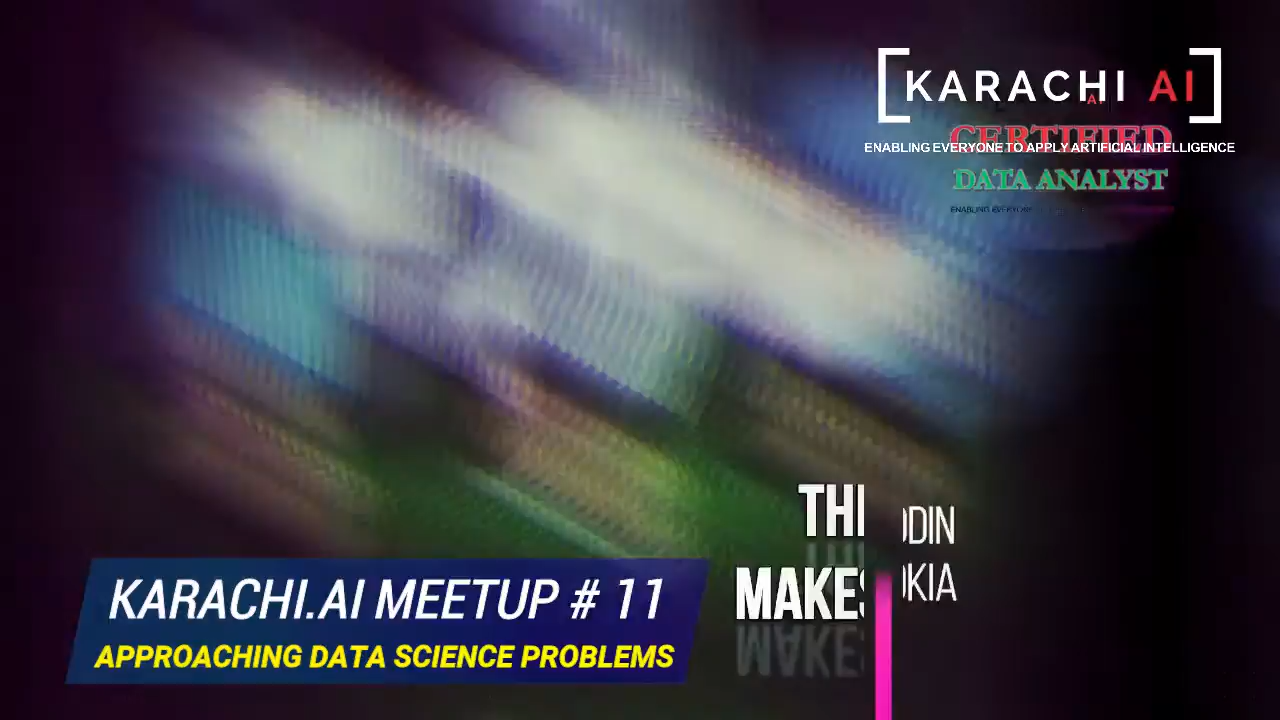 KARACHI AI
CERTIFIED
ENABLING EVERYONE TO APPLY ARTIFICIAL INTELLIGENCE
DATA ANALYST
KARACHI.AI MEETUP # 11
APPROACHING DATA SCIENCE PROBLEMS